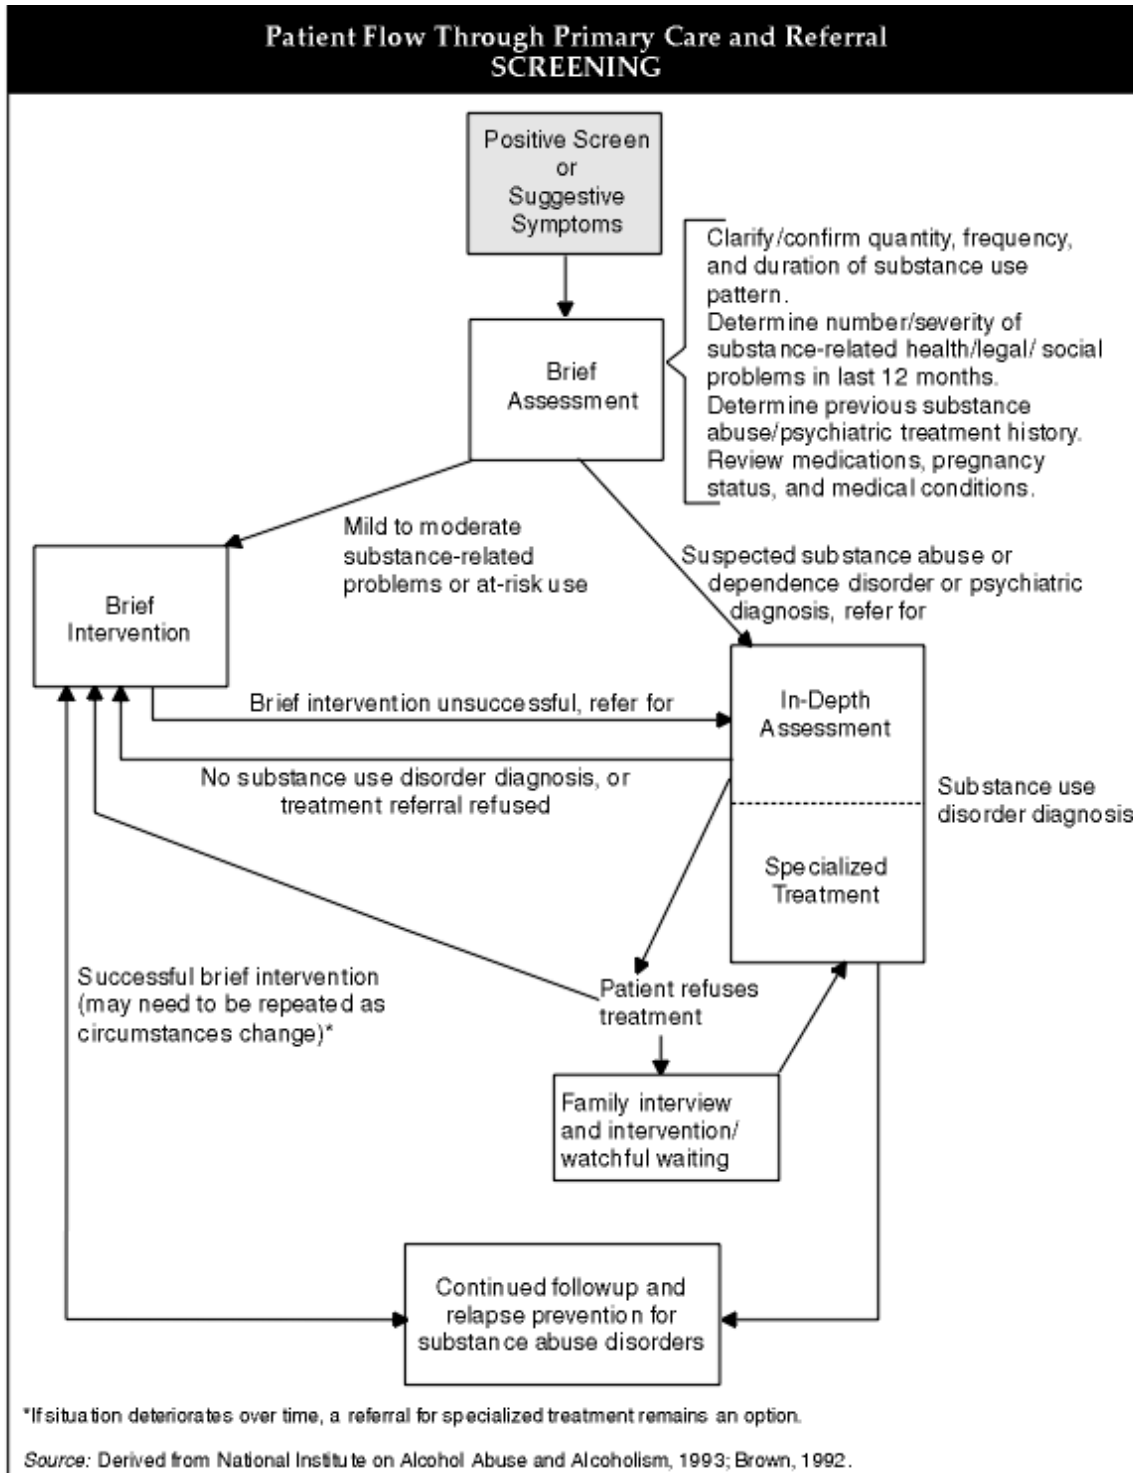 Patient Flow Through Primary Care and Referral
SCREENING
Positive Screen
or
Suggestive
Symptoms
Clarify/confirm quantity, frequency,
and duration of substance use
pattern.
Determine number/severity of
substance-related health/legal/ social
problems in last 12 months.
Determine previous substance
abuse/psychiatric treatment history.
Review medications, pregnancy
status, and medical conditions.
Brief
Assessment
Mild to moderate
substance-related
problems or at-risk use
Suspected substance abuse or
dependence disorder or psychiatric
diagnosis, refer for
Brief
Intervention
Brief intervention unsuccessful, refer for
In-Depth
Assessment
No substance use disorder diagnosis, or
treatment referral refused
Substance use
disorder diagnosis
Specialized
Treatment
Successful brief intervention
(may need to be repeated as
circumstances change)*
Patient refuses
treatment
Family interview
and intervention/
watchful waiting
Continued followup and
relapse prevention for
substance abuse disorders
*If situation deteriorates over time, a referral for specialized treatment remains an option.
Source: Derived from National Institute on Alcohol Abuse and Alcoholism, 1993; Brown, 1992.